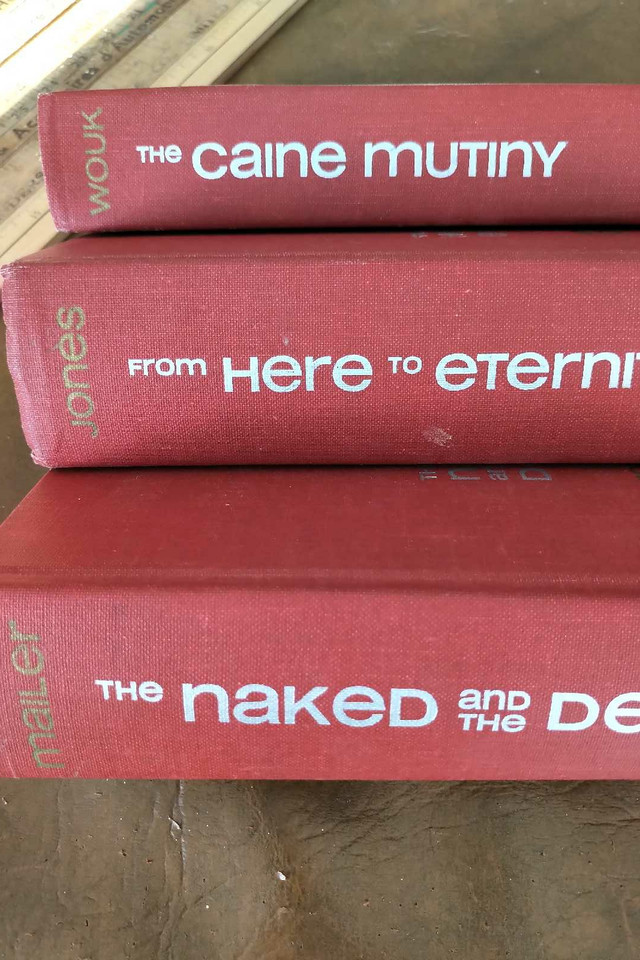 wouk
THE caine mutiny
Jones
From Here to eterni
mailer
THE naked and THE De